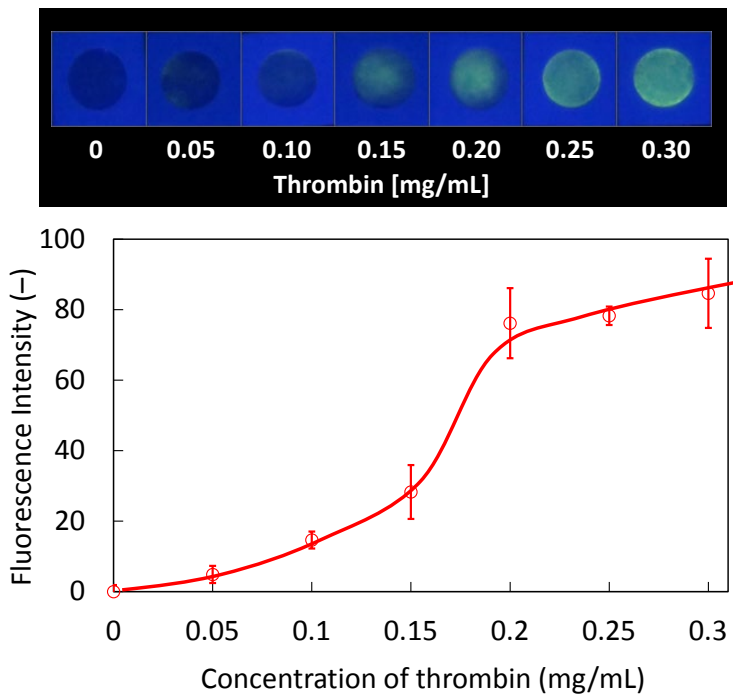 0 0.05 0.10 0.15 0.20 0.25 0.30
Thrombin [mg/mL]
100
80
60
40
20
0
Fluorescence Intensity (–)
0 0.05 0.1 0.15 0.2 0.25 0.3
Concentration of thrombin (mg/mL)